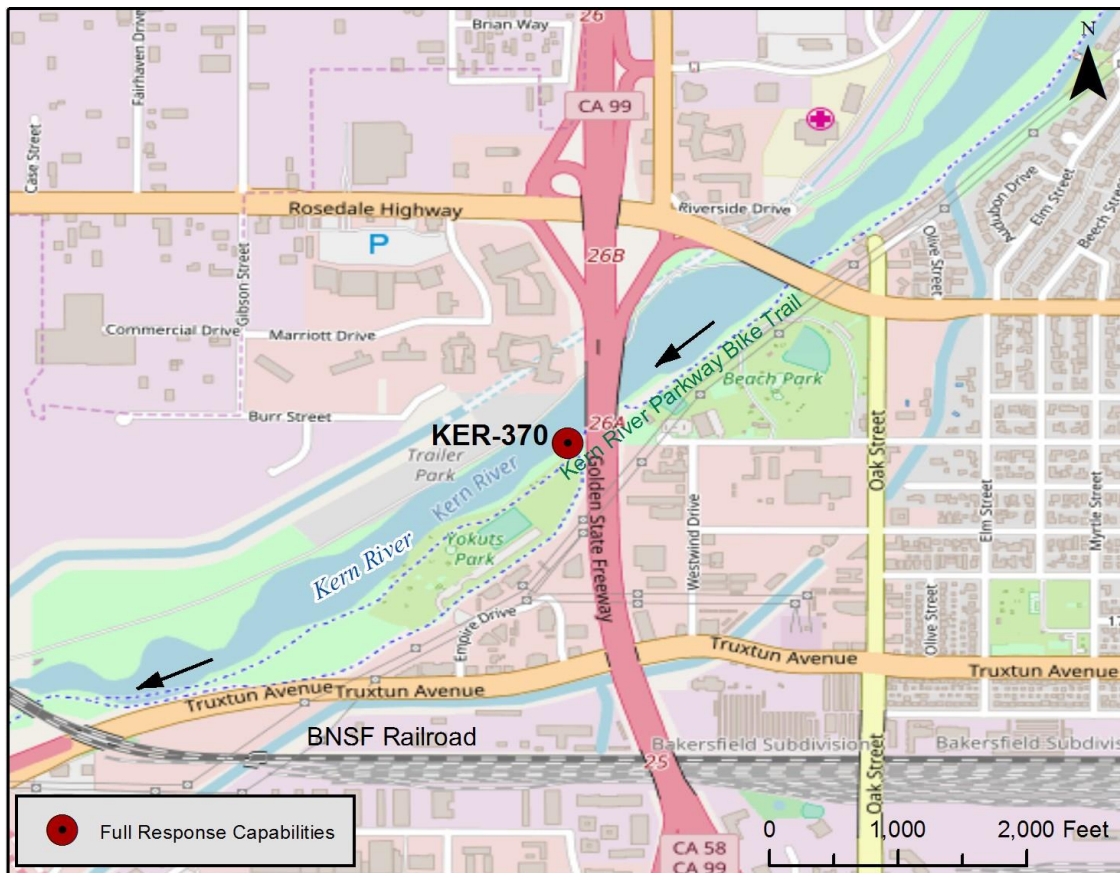 26
Brian Way
N
Fairhaven Drive
CA 99
Case Street
Rosedale Highway
Riverside Drive
Audubon Drive
Elm Street
Beech Street
Olive Street
P
26B
Gibson Street
Commercial Drive
Marriott Drive
Kern River Parkway Bike Trail
Beach Park
Burr Street
26A
KER-370
Trailer
Park
Kern River
Kern River
Golden State Freeway
Oak Street
Westwind Drive
Elm Street
Myrtle Street
Yokuts
Park
Empire Drive
Olive Street
17
Truxtun Avenue
Truxtun Avenue
Truxtun Avenue
Truxtun Avenue
BNSF Railroad
Bakersfield Subdivision
Bakersfield Subdivis
25
Oak Street
Full Response Capabilities
0 1,000 2,000 Feet
CA 58
CA 99